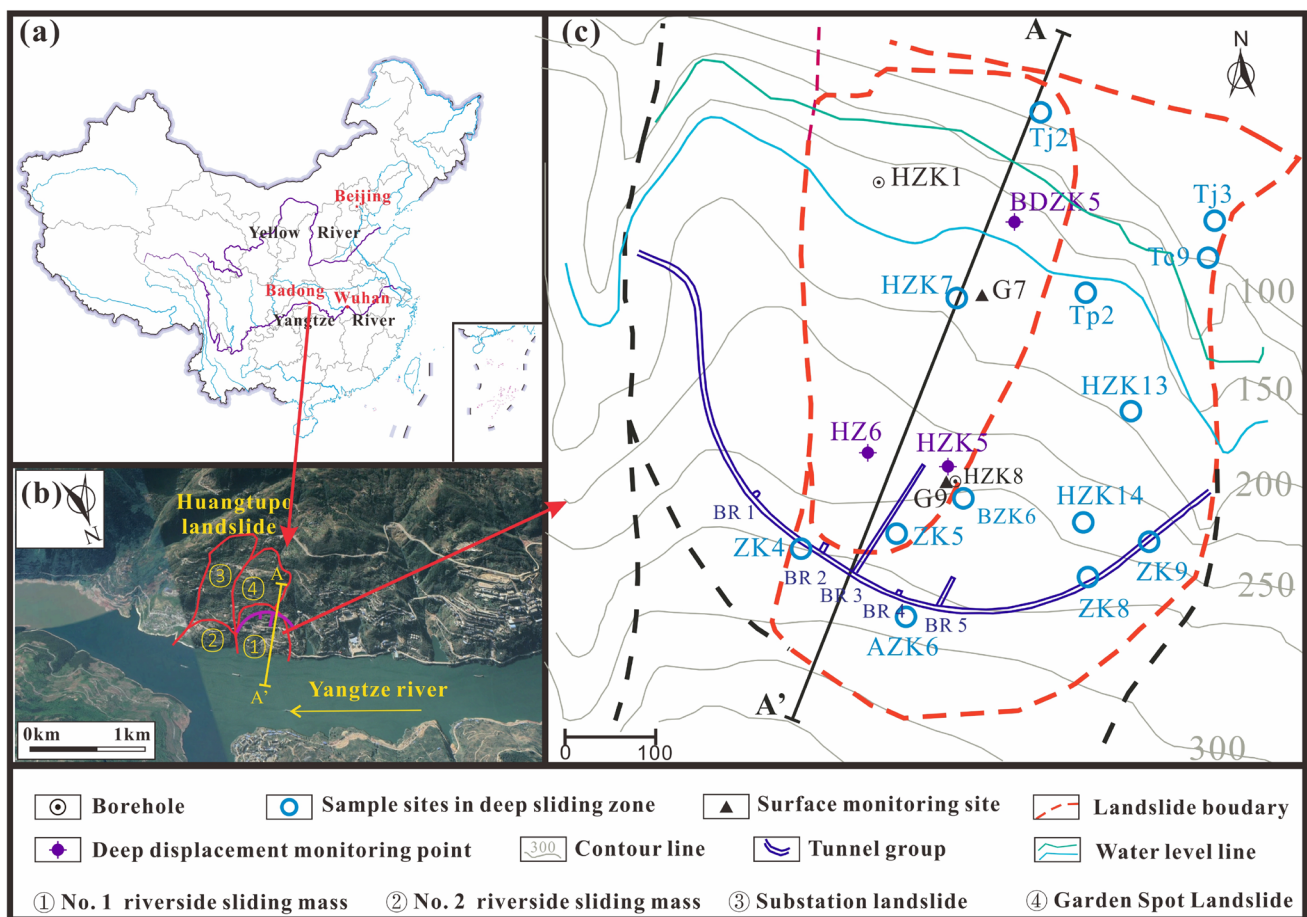 (a)
Beijing
Yellow River
Badong
Wuhan
Yangtze River
(b)
N
Huangtupo
landslide
③
④
A
②
①
A'
Yangtze river
0km 1km
(c)
A
N
Tj2
HZK1
BDZK5
Tj3
Tc9
HZK7
G7
Tp2
100
HZK13
150
HZ6
HZK5
HZK8
G9
BZK6
200
BR 1
HZK14
ZK5
ZK4
ZK9
BR 2
BR 3
BR 4
BR 5
ZK8
250
AZK6
A'
0 100
300
Borehole
Sample sites in deep sliding zone
Surface monitoring site
Landslide boudary
Deep displacement monitoring point
300
Contour line
Tunnel group
Water level line
① No. 1 riverside sliding mass
② No. 2 riverside sliding mass
③ Substation landslide
④ Garden Spot Landslide